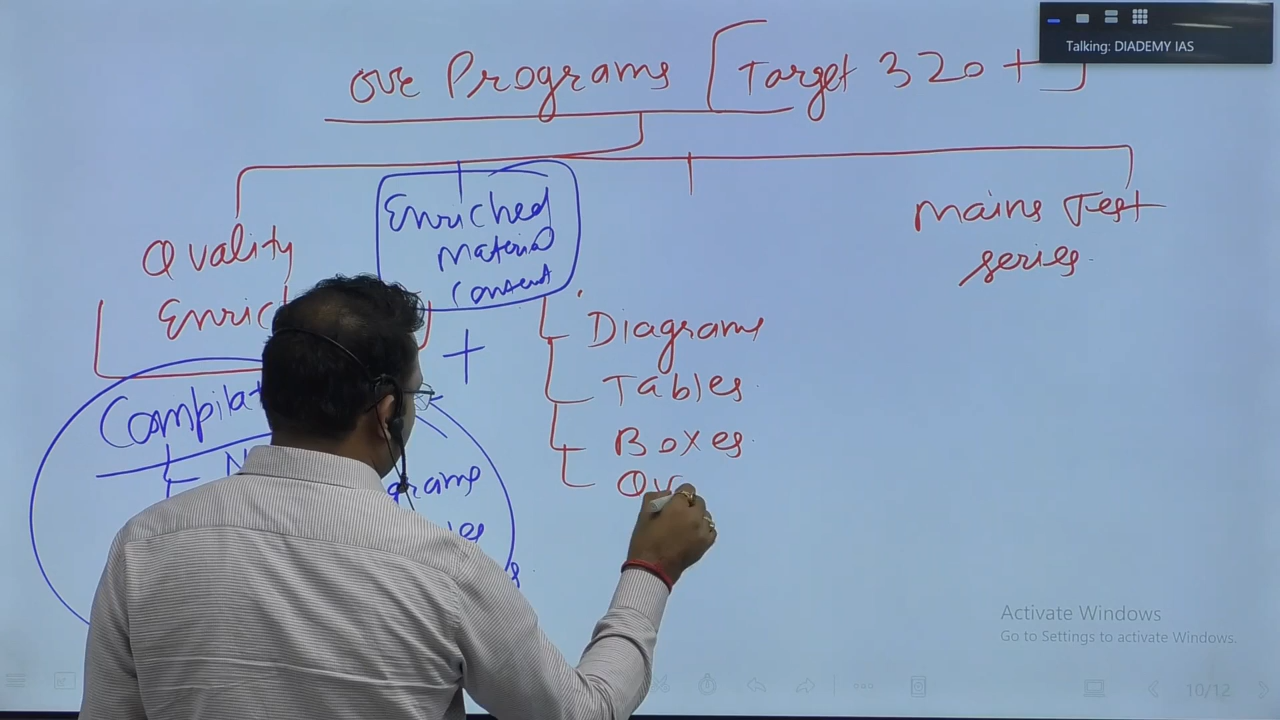 Talking: DIADEMY IAS
Our Programs [Target 320+]
Quality
Enriched
Material
Content
Mains Test
series.
Diagrams
Tables
Boxes
Activate Windows
Go to Settings to activate Windows.
10/12